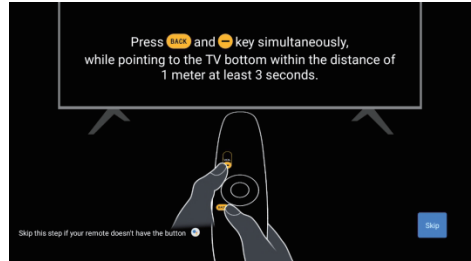 Press BACK and — key simultaneously,
while pointing to the TV bottom within the distance of
1 meter at least 3 seconds.
Skip this step if your remote doesn't have the button
Skip